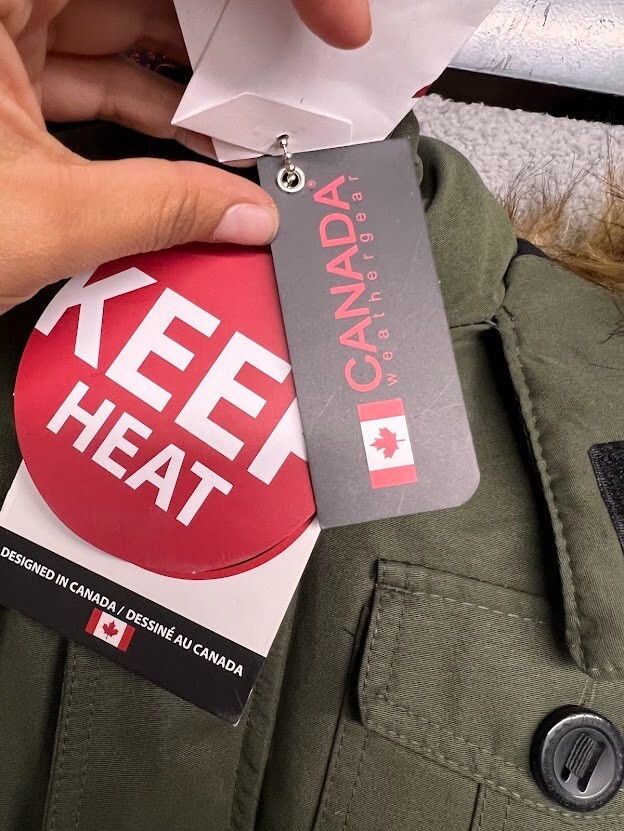 CANADA®
weathergear
KEEP
HEAT
DESIGNED IN CANADA / DESSINÉ AU CANADA